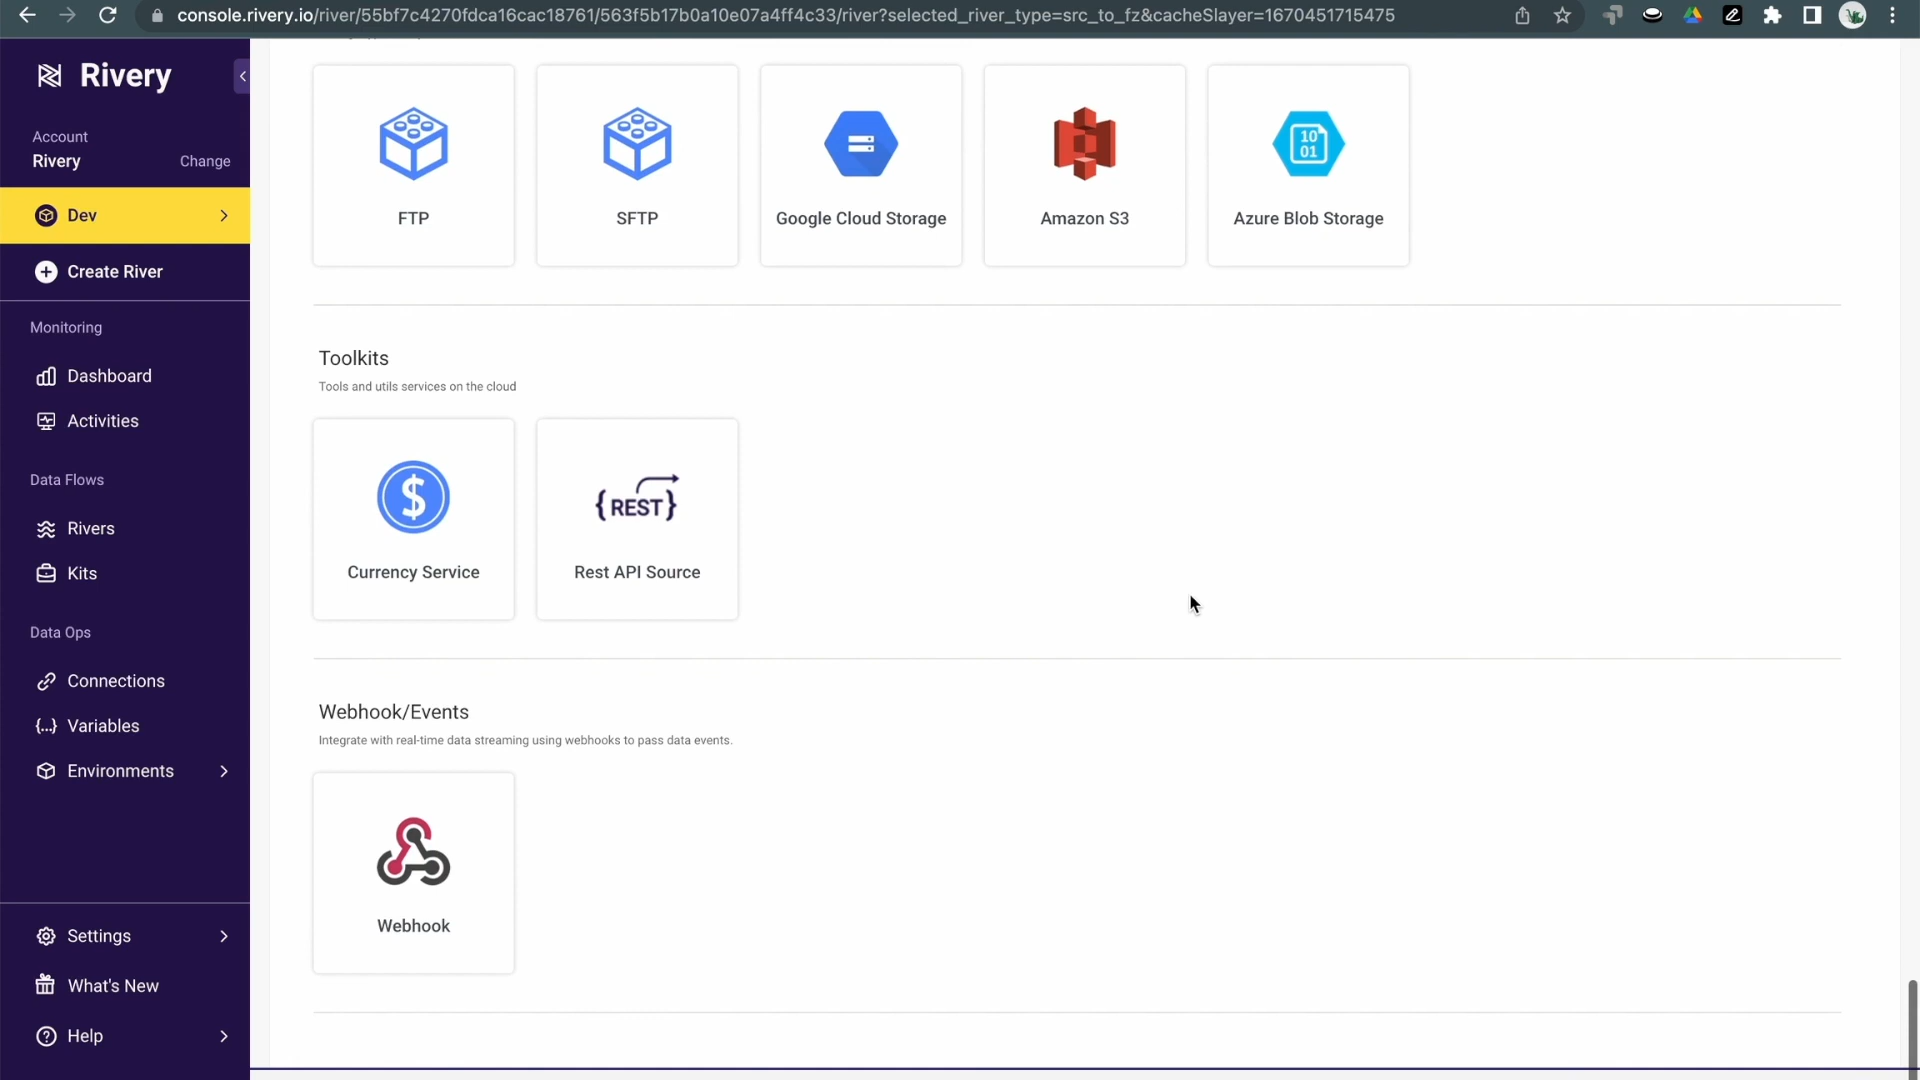 console.rivery.io/river/55bf7c4270fdca16cac18761/563f5b17b0a10e07a4ff4c33/river?selected_river_type=src_to_fz&cacheSlayer=1670451715475
Rivery
Account
Rivery
Change
Dev
Create River
Monitoring
Dashboard
Activities
Data Flows
Rivers
Kits
Data Ops
Connections
Variables
Environments
Settings
What's New
Help
FTP
SFTP
Google Cloud Storage
Amazon S3
10
01
Azure Blob Storage
Toolkits
Tools and utils services on the cloud
$
Currency Service
{REST}
Rest API Source
Webhook/Events
Integrate with real-time data streaming using webhooks to pass data events.
Webhook